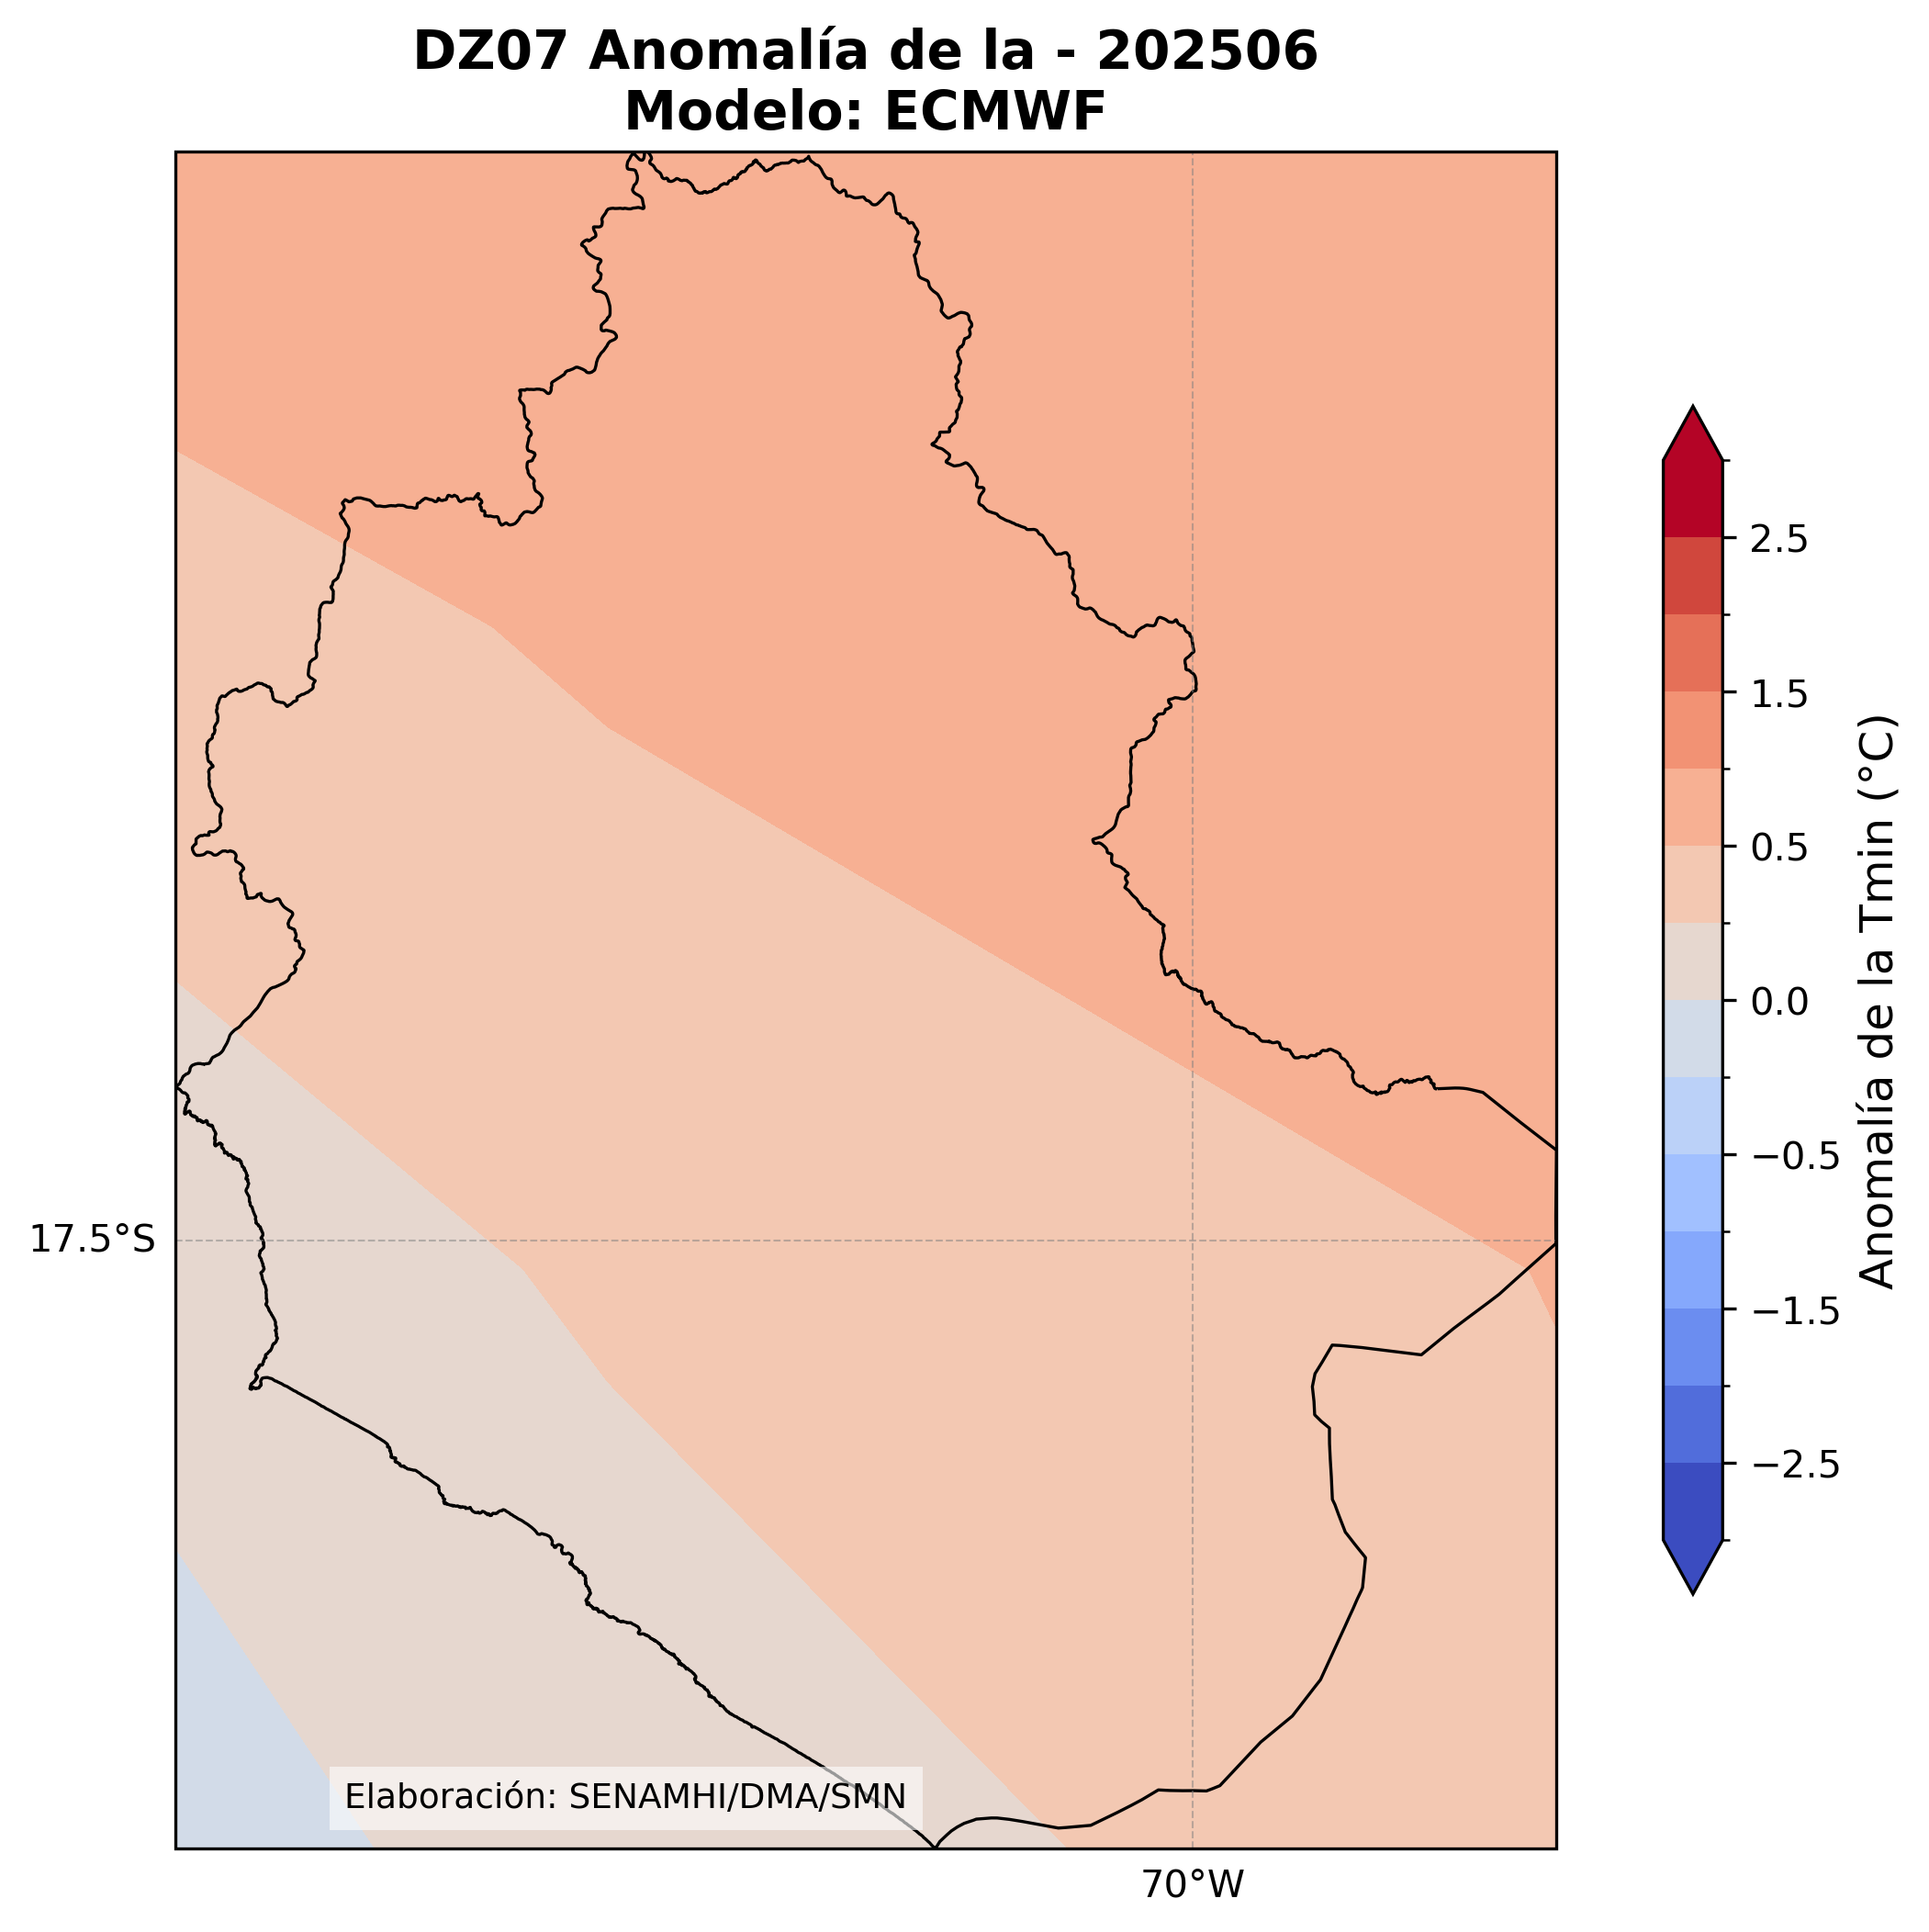 DZ07 Anomalía de la - 202506
Modelo: ECMWF
2.5
1.5
0.5
0.0
−0.5
−1.5
−2.5
Anomalía de la Tmin (°C)
17.5°S
Elaboración: SENAMHI/DMA/SMN
70°W